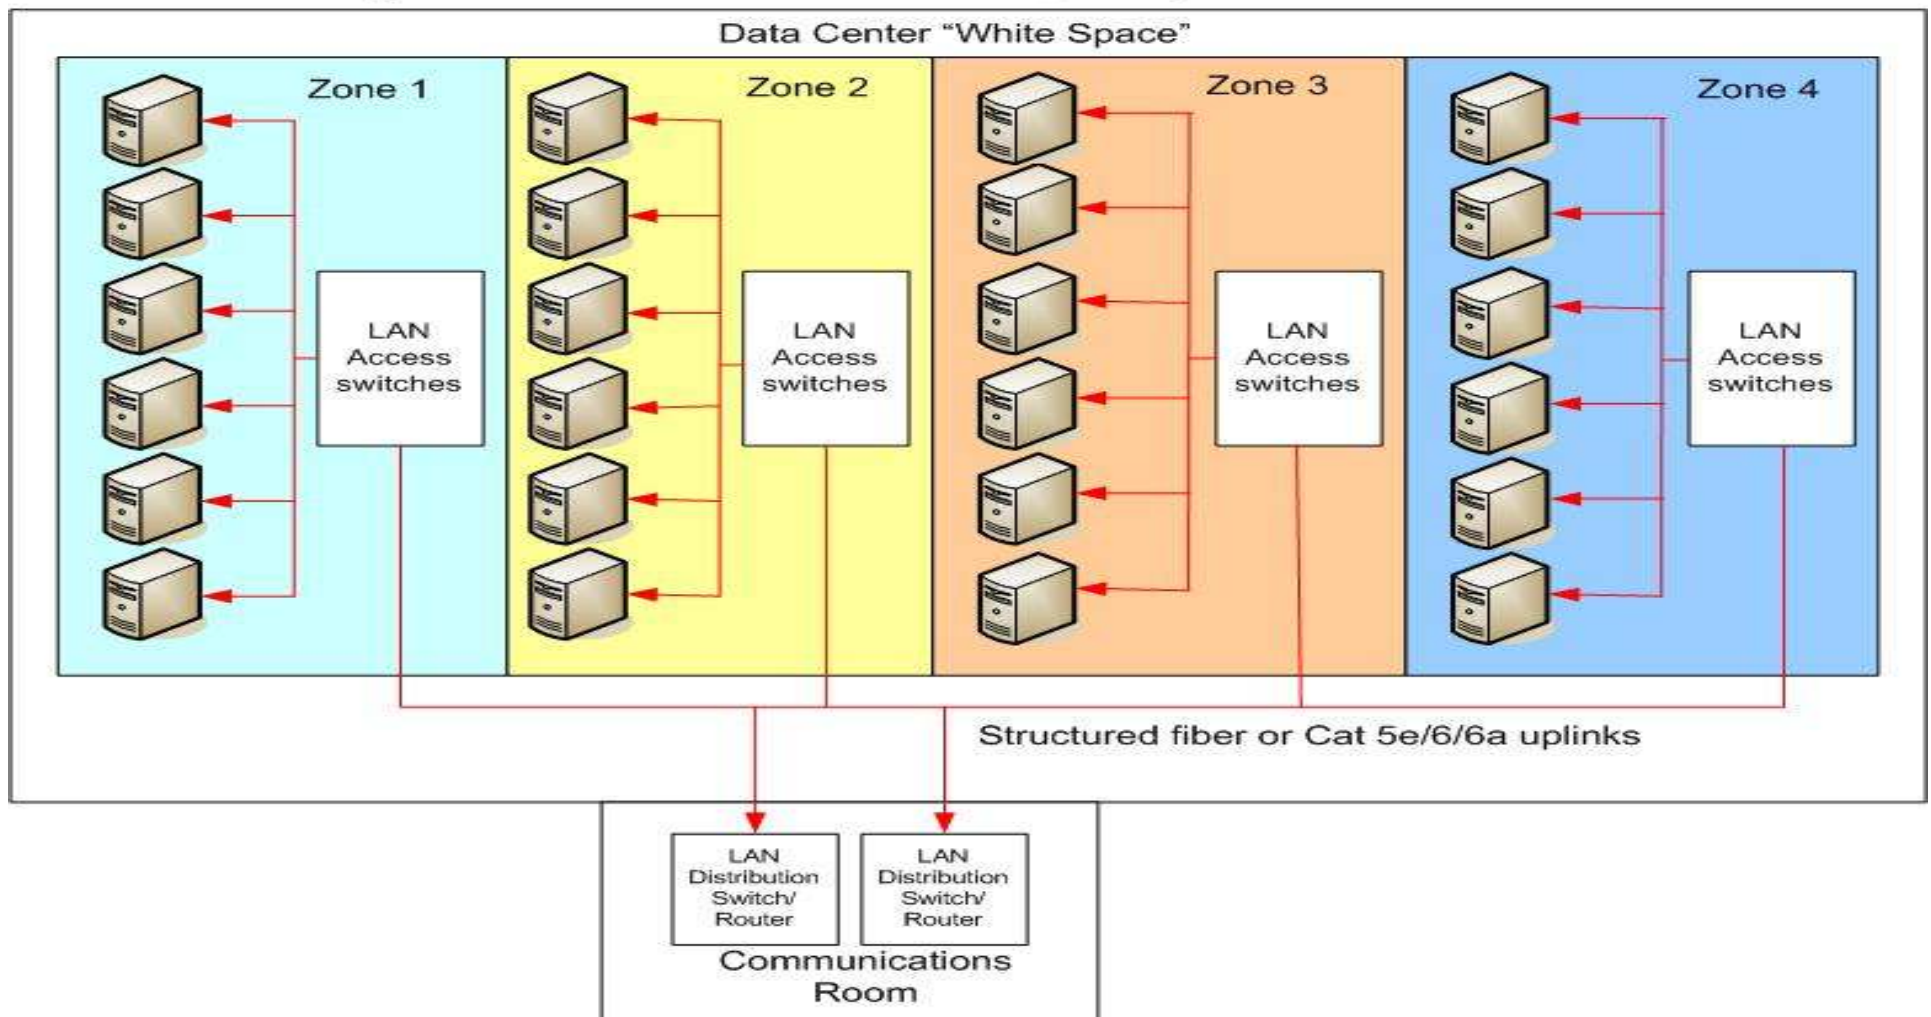 Data Center “White Space”
Zone 1
Zone 2
Zone 3
Zone 4
LAN
Access
switches
LAN
Access
switches
LAN
Access
switches
LAN
Access
switches
Structured fiber or Cat 5e/6/6a uplinks
LAN
Distribution
Switch/
Router
LAN
Distribution
Switch/
Router
Communications
Room